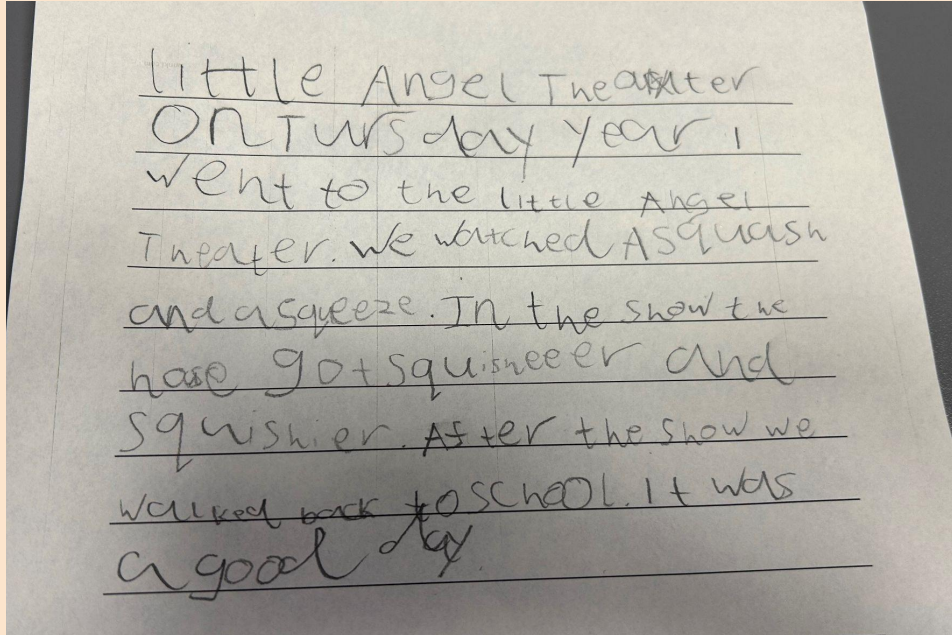 little Angel Theater
On Tursday year 1
went to the little Angel
Theater. We watched A squash
and a squeeze. In the show the
hose got squisheeer and
squishier. After the show we
walked back to school. It was
a good day.